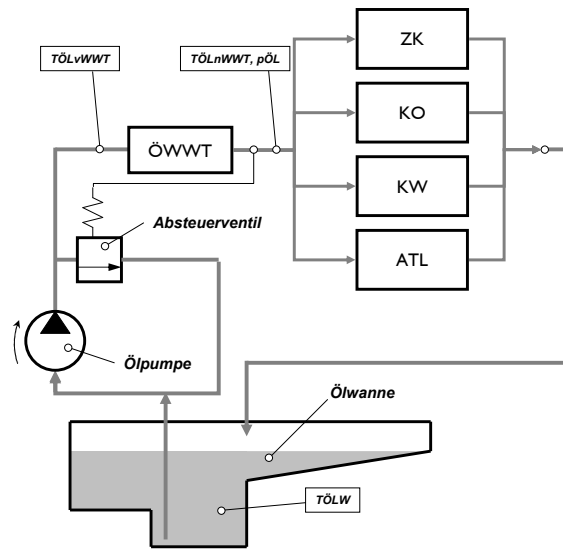 ZK
TÖLvWWT
TÖLnWWT, pÖL
KO
ÖWWT
KW
Absteuerventil
ATL
Ölpumpe
Ölwanne
TÖLW